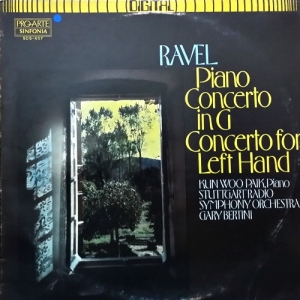 DIGITAL
PRO·ARTE
SINFONIA
RAVEL
Piano
Concerto
in G
Concerto for
Left Hand
KUN WOO PAIK, Piano
STUTTGART RADIO
SYMPHONY ORCHESTRA
GARY BERTINI